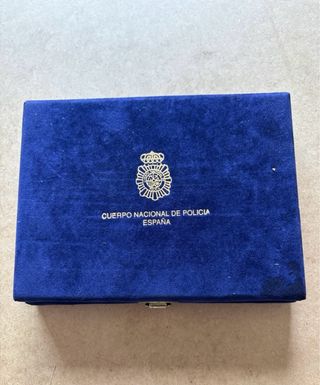 CUERPO NACIONAL DE POLICIA
ESPAÑA